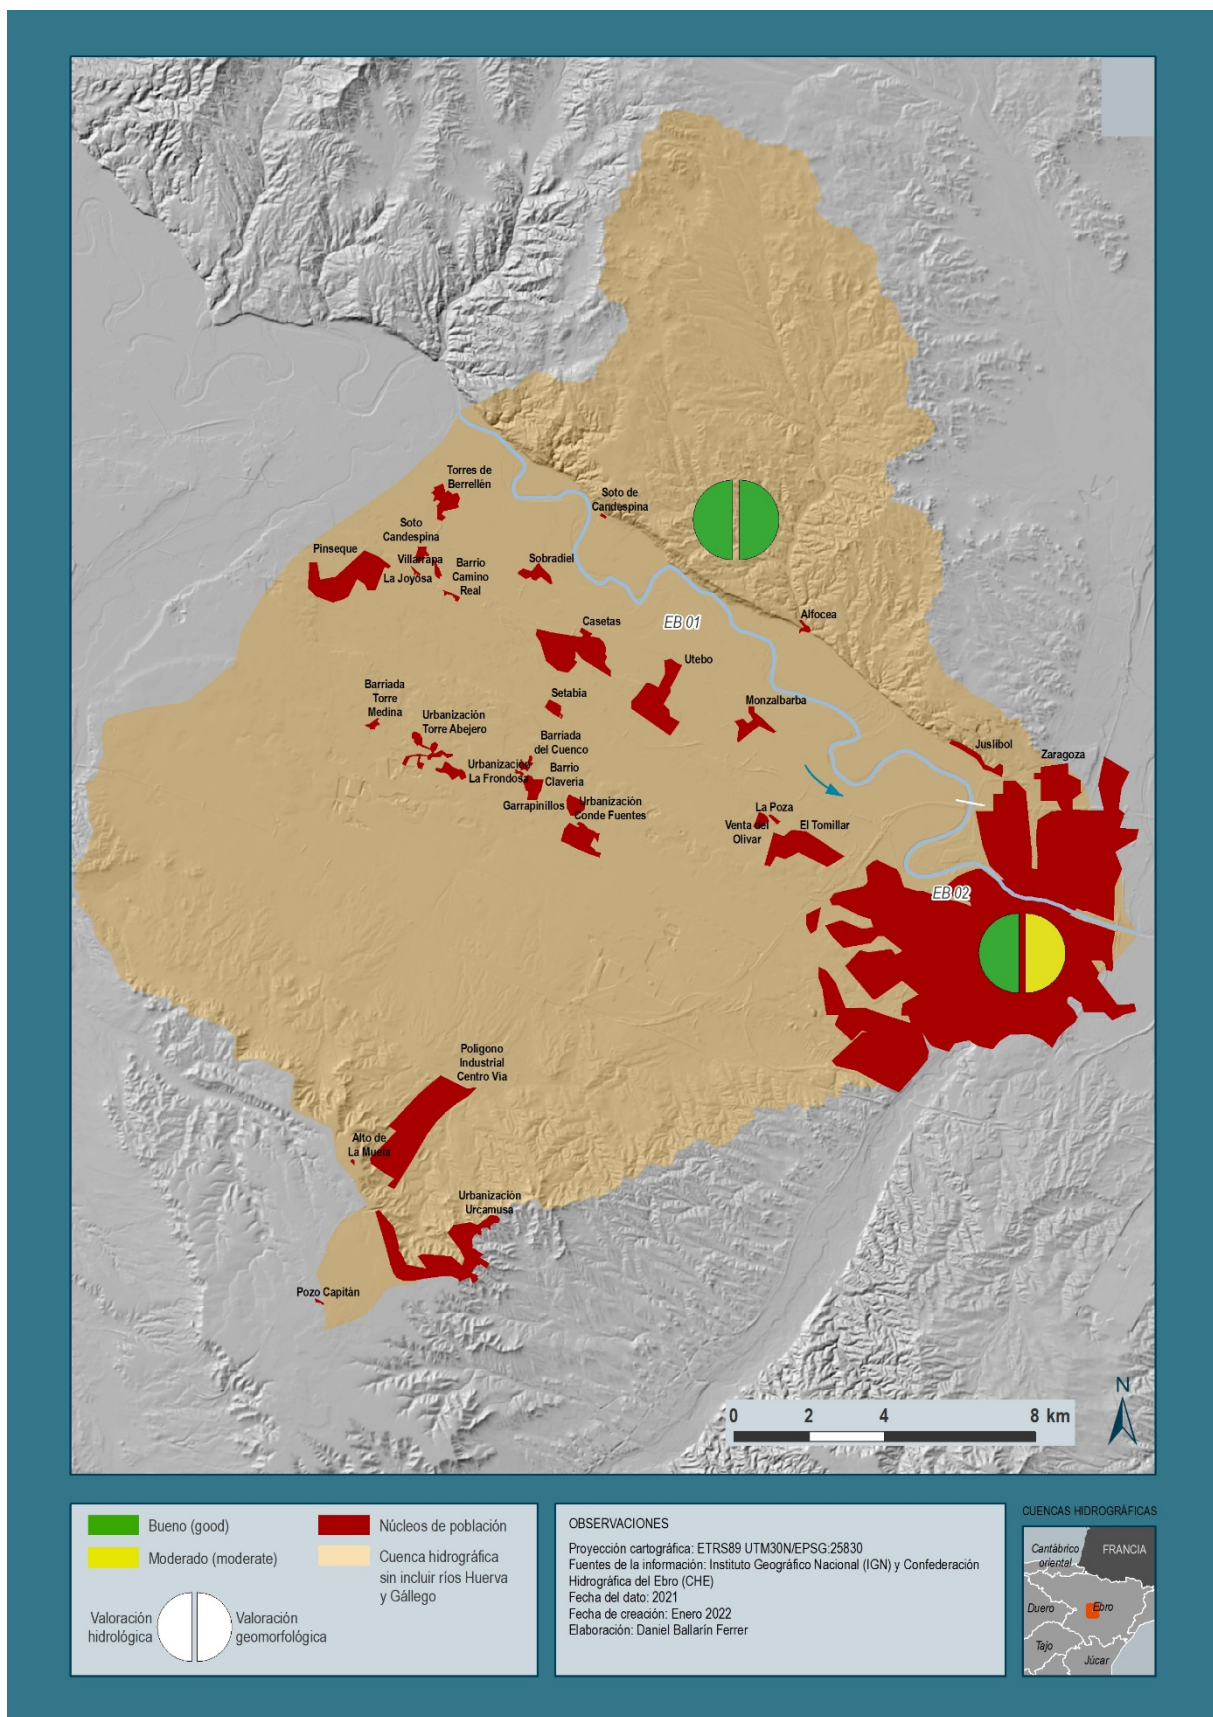 Torres de
Berrellén
Soto de
Candespina
Soto
Candespina
Pinseque
Villarrapa
La Joyosa
Barrio
Camino
Real
Sobradiel
Alfocea
EB 01
Casetas
Utebo
Setabia
Monzalbarba
Barriada
Torre
Medina
Urbanización
Torre Abejero
Barriada
del Cuenco
Juslibol
Zaragoza
Urbanización
La Frondosa
Barrio
Claveria
Garrapinillos
Urbanización
Conde Fuentes
La Poza
Venta del
Olivar
El Tomillar
EB 02
Poligono
Industrial
Centro Via
Alto de
La Muela
Urbanización
Urcamusa
Pozo Capitán
0 2 4 8 km
N
Bueno (good)
Moderado (moderate)
Valoración
hidrológica
Valoración
geomorfológica
Núcleos de población
Cuenca hidrográfica
sin incluir ríos Huerva
y Gállego
OBSERVACIONES
Proyección cartográfica: ETRS89 UTM30N/EPSG:25830
Fuentes de la información: Instituto Geográfico Nacional (IGN) y Confederación
Hidrográfica del Ebro (CHE)
Fecha del dato: 2021
Fecha de creación: Enero 2022
Elaboración: Daniel Ballarín Ferrer
CUENCAS HIDROGRÁFICAS
Cantábrico
oriental
FRANCIA
Duero
Ebro
Tajo
Júcar